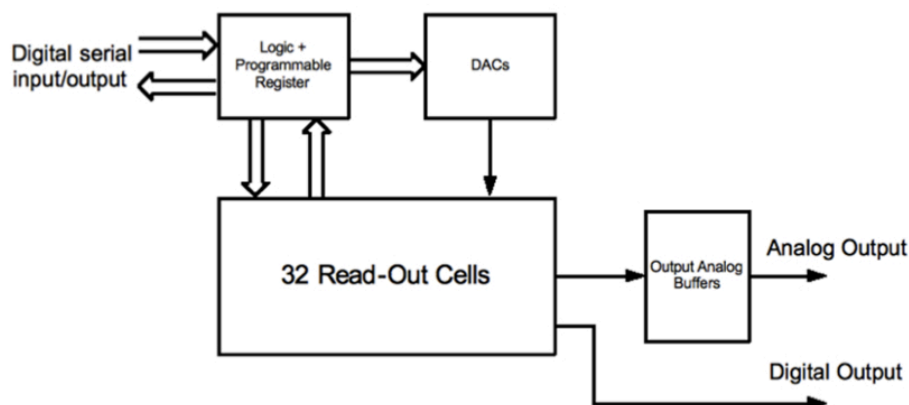 Digital serial
input/output
Logic +
Programmable
Register
DACs
32 Read-Out Cells
Output Analog
Buffers
Analog Output
Digital Output